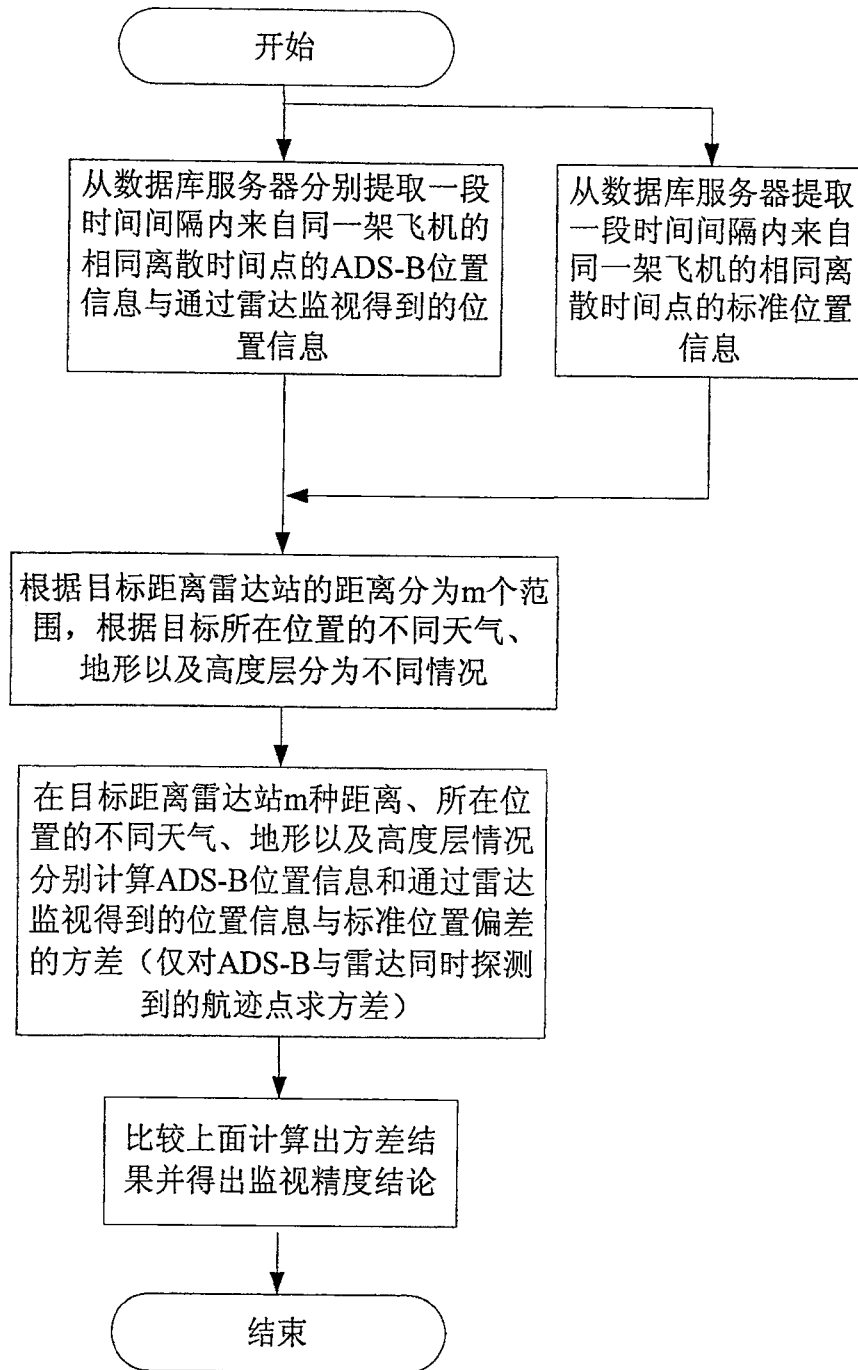 开始
从数据库服务器分别提取一段
时间间隔内来自同一架飞机的
相同离散时间点的ADS-B位置
信息与通过雷达监视得到的位
置信息
从数据库服务器提取
一段时间间隔内来自
同一架飞机的相同离
散时间点的标准位置
信息
根据目标距离雷达站的距离分为m个范
围，根据目标所在位置的不同天气、
地形以及高度层分为不同情况
在目标距离雷达站m种距离、所在位
置的不同天气、地形以及高度层情况
分别计算ADS-B位置信息和通过雷达
监视得到的位置信息与标准位置偏差
的方差（仅对ADS-B与雷达同时探测
到的航迹点求方差）
比较上面计算出方差结
果并得出监视精度结论
结束